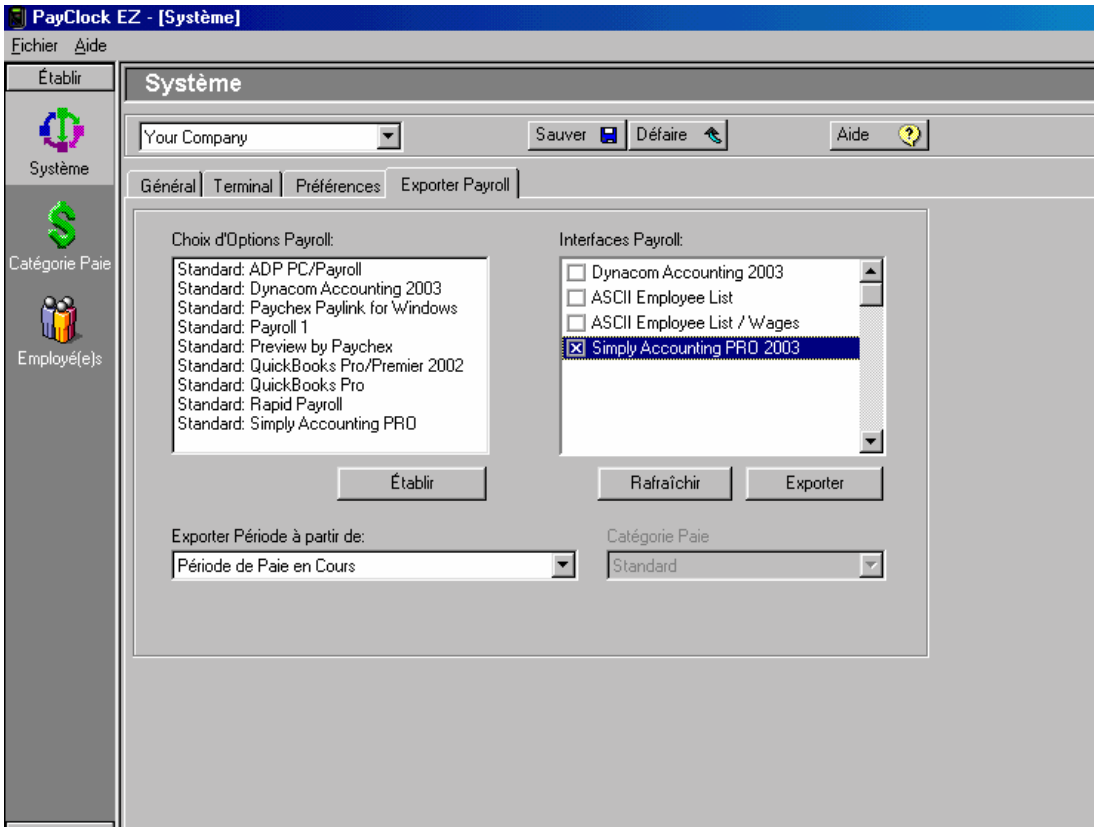 PayClock EZ - [Système]
Fichier Aide
Établir
Système
Your Company
Sauver
Défaire
Aide
Système
Général
Terminal
Préférences
Exporter Payroll
Catégorie Paie
Employé(e)s
Choix d'Options Payroll:
Standard: ADP PC/Payroll
Standard: Dynacom Accounting 2003
Standard: Paychex Paylink for Windows
Standard: Payroll 1
Standard: Preview by Paychex
Standard: QuickBooks Pro/Premier 2002
Standard: QuickBooks Pro
Standard: Rapid Payroll
Standard: Simply Accounting PRO
Interfaces Payroll:
Dynacom Accounting 2003
ASCII Employee List
ASCII Employee List / Wages
Simply Accounting PRO 2003
Établir
Rafraîchir
Exporter
Exporter Période à partir de:
Période de Paie en Cours
Catégorie Paie
Standard